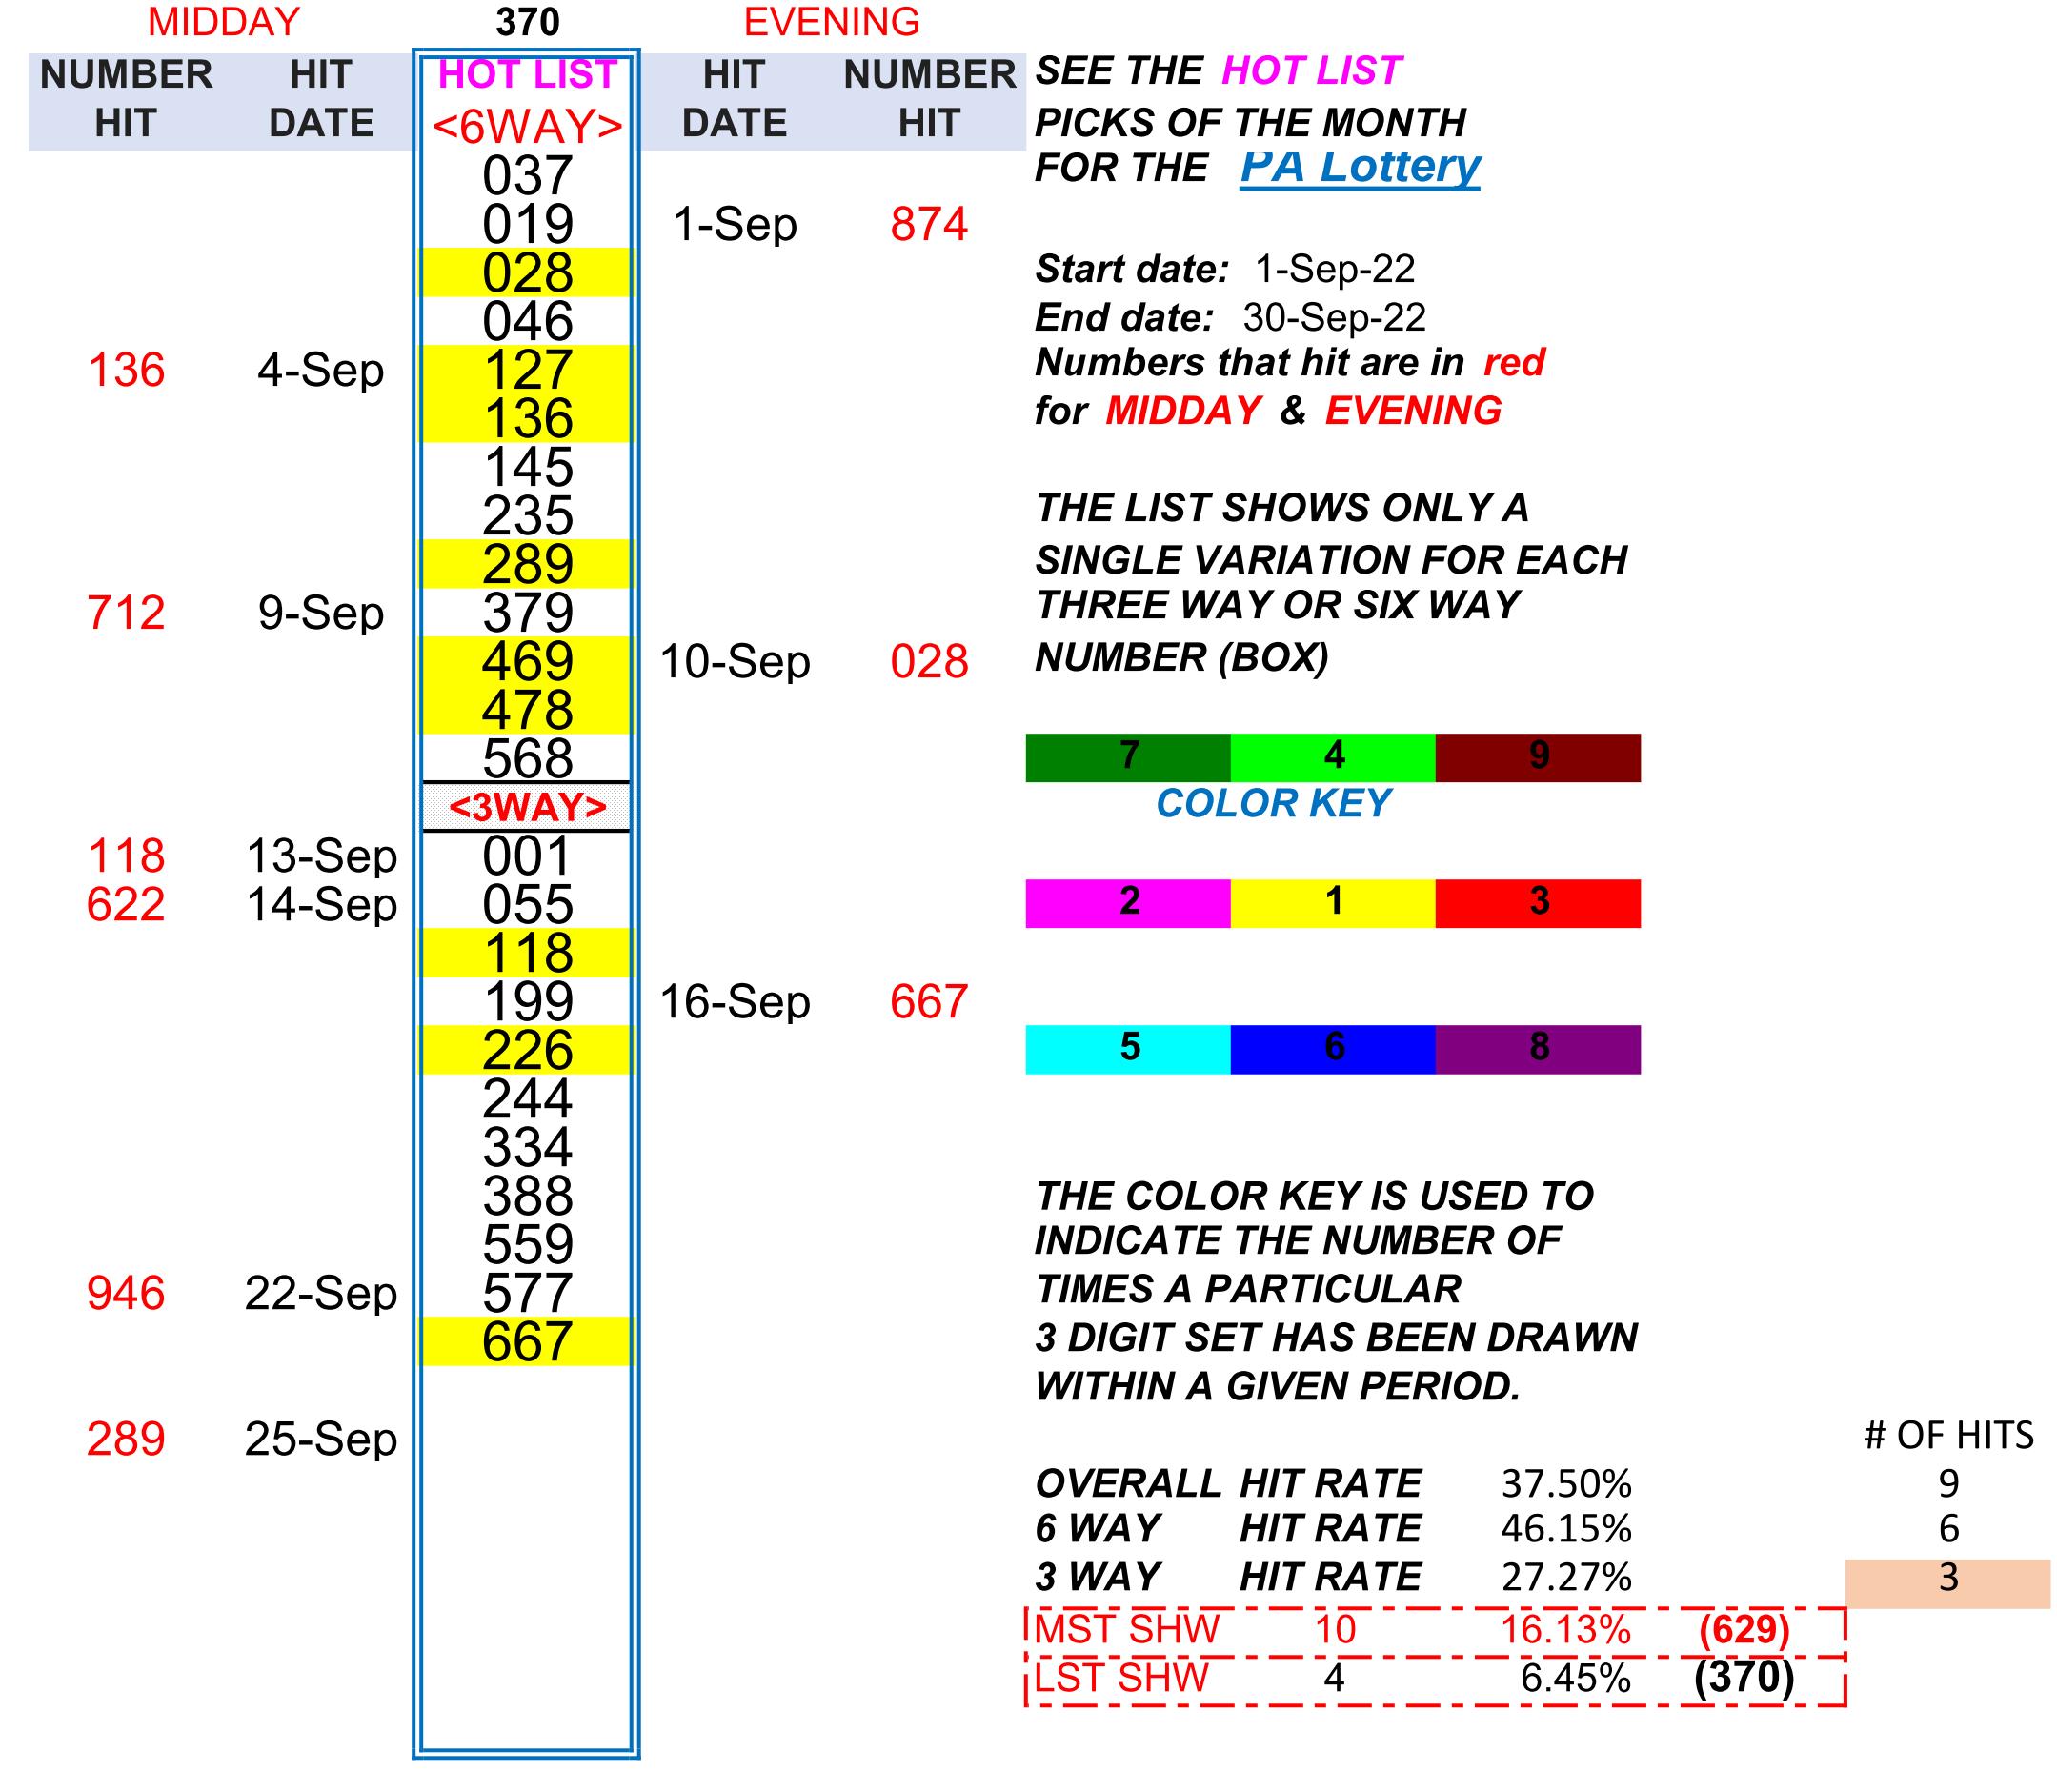 MIDDAY 370 EVENING
NUMBER HIT HOT LIST HIT NUMBER SEE THE HOT LIST
HIT DATE <6WAY> DATE HIT PICKS OF THE MONTH
037 FOR THE PA Lottery
019 1-Sep 874
028 Start date: 1-Sep-22
046 End date: 30-Sep-22
136 4-Sep 127 Numbers that hit are in red
136 for MIDDAY & EVENING
145
235 THE LIST SHOWS ONLY A
289 SINGLE VARIATION FOR EACH
712 9-Sep 379 THREE WAY OR SIX WAY
469 10-Sep 028 NUMBER (BOX)
478
568 7 4 9
<3WAY> COLOR KEY
118 13-Sep 001
622 14-Sep 055 2 1 3
118
199 16-Sep 667
226 5 6 8
244
334
388 THE COLOR KEY IS USED TO
559 INDICATE THE NUMBER OF
946 22-Sep 577 TIMES A PARTICULAR
667 3 DIGIT SET HAS BEEN DRAWN
WITHIN A GIVEN PERIOD.
289 25-Sep # OF HITS
OVERALL HIT RATE 37.50% 9
6 WAY HIT RATE 46.15% 6
3 WAY HIT RATE 27.27% 3
MST SHW 10 16.13% (629)
LST SHW 4 6.45% (370)